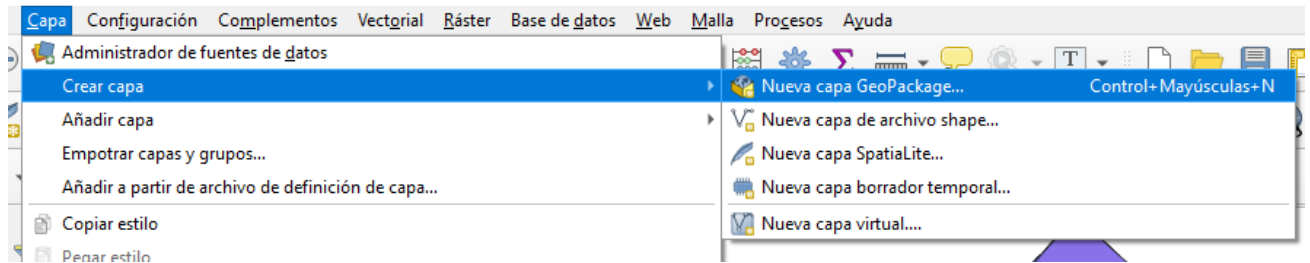 Capa Configuración Complementos Vectorial Ráster Base de datos Web Malla Procesos Ayuda
Administrador de fuentes de datos
T
Crear capa
Nueva capa GeoPackage... Control+Mayúsculas+N
Añadir capa
Nueva capa de archivo shape...
Empotrar capas y grupos...
Nueva capa SpatiaLite...
Añadir a partir de archivo de definición de capa...
Nueva capa borrador temporal...
Copiar estilo
Nueva capa virtual....
Pegar estilo